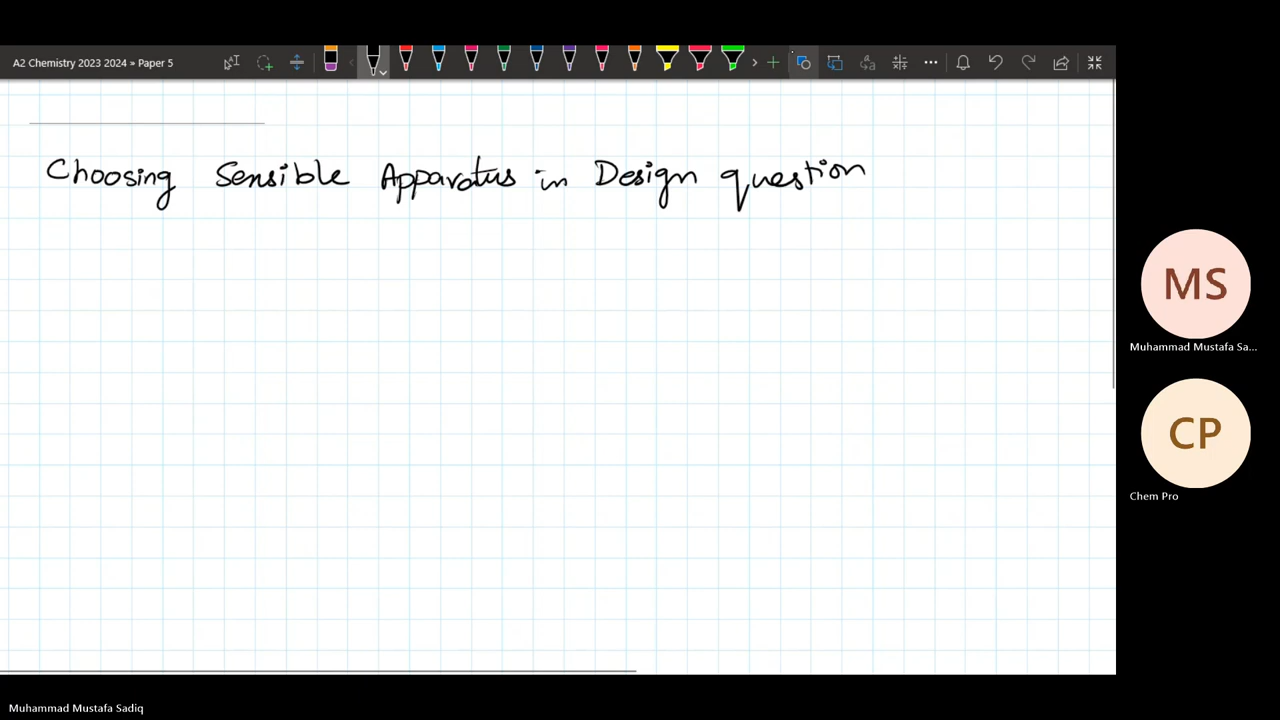 A2 Chemistry 2023 2024 » Paper 5
Choosing Sensible Apparatus in Design question
MS
Muhammad Mustafa Sa...
CP
Chem Pro
Muhammad Mustafa Sadiq